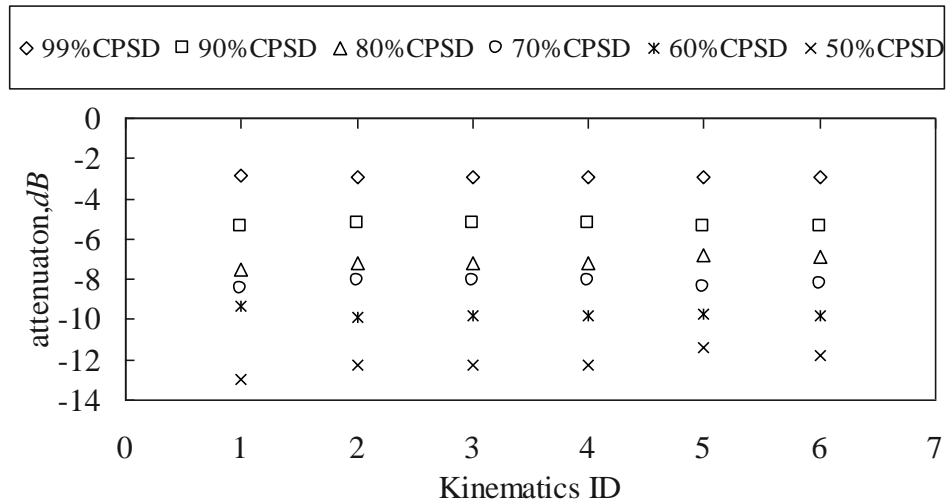 99%CPSD 90%CPSD 80%CPSD 70%CPSD 60%CPSD 50%CPSD
0
-2
-4
-6
-8
-10
-12
-14
attenuaton,dB
0 1 2 3 4 5 6 7
Kinematics ID